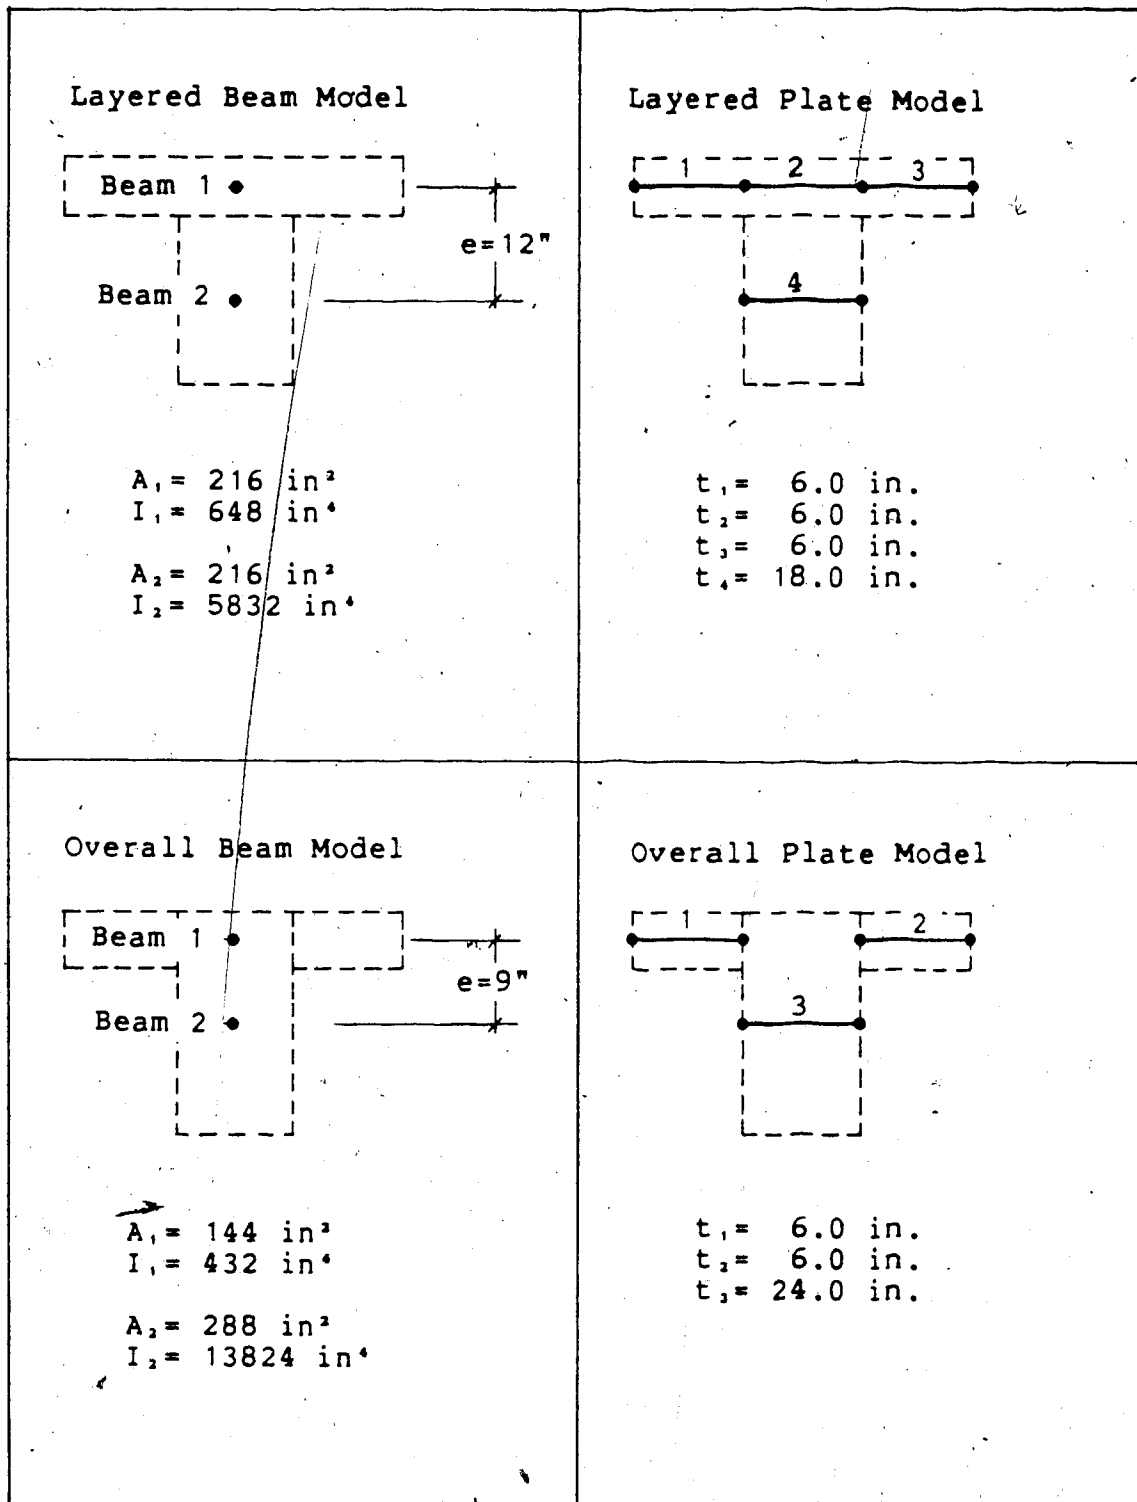 Layered Beam Model
Beam 1
e=12"
Beam 2
A₁= 216 in²
I₁= 648 in⁴
A₂= 216 in²
I₂= 5832 in⁴
Layered Plate Model
1 2 3
4
t₁= 6.0 in.
t₂= 6.0 in.
t₃= 6.0 in.
t₄= 18.0 in.
Overall Beam Model
Beam 1
e=9"
Beam 2
A₁= 144 in²
I₁= 432 in⁴
A₂= 288 in²
I₂= 13824 in⁴
Overall Plate Model
1 2
3
t₁= 6.0 in.
t₂= 6.0 in.
t₃= 24.0 in.